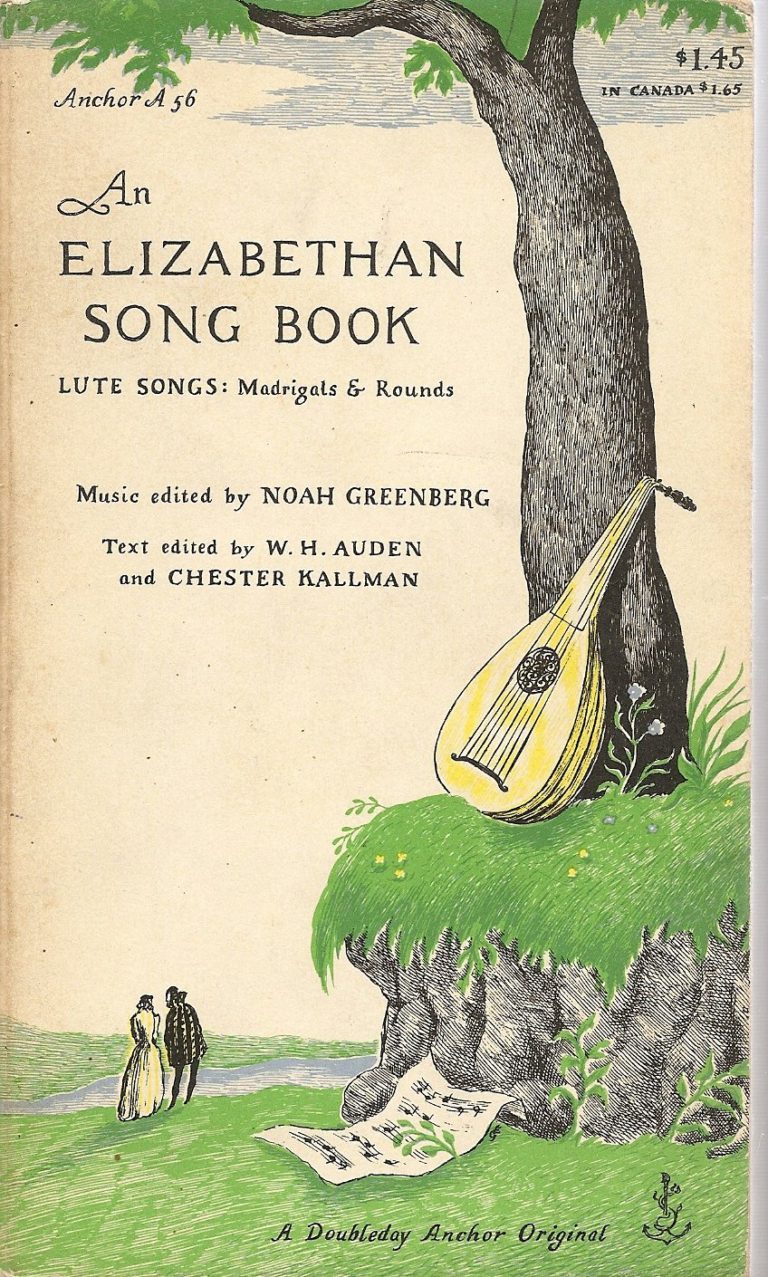 $1.45
IN CANADA $1.65
Anchor A 56
An
ELIZABETHAN
SONG BOOK
LUTE SONGS: Madrigals & Rounds
Music edited by NOAH GREENBERG
Text edited by W. H. AUDEN
and CHESTER KALLMAN
A Doubleday Anchor Original